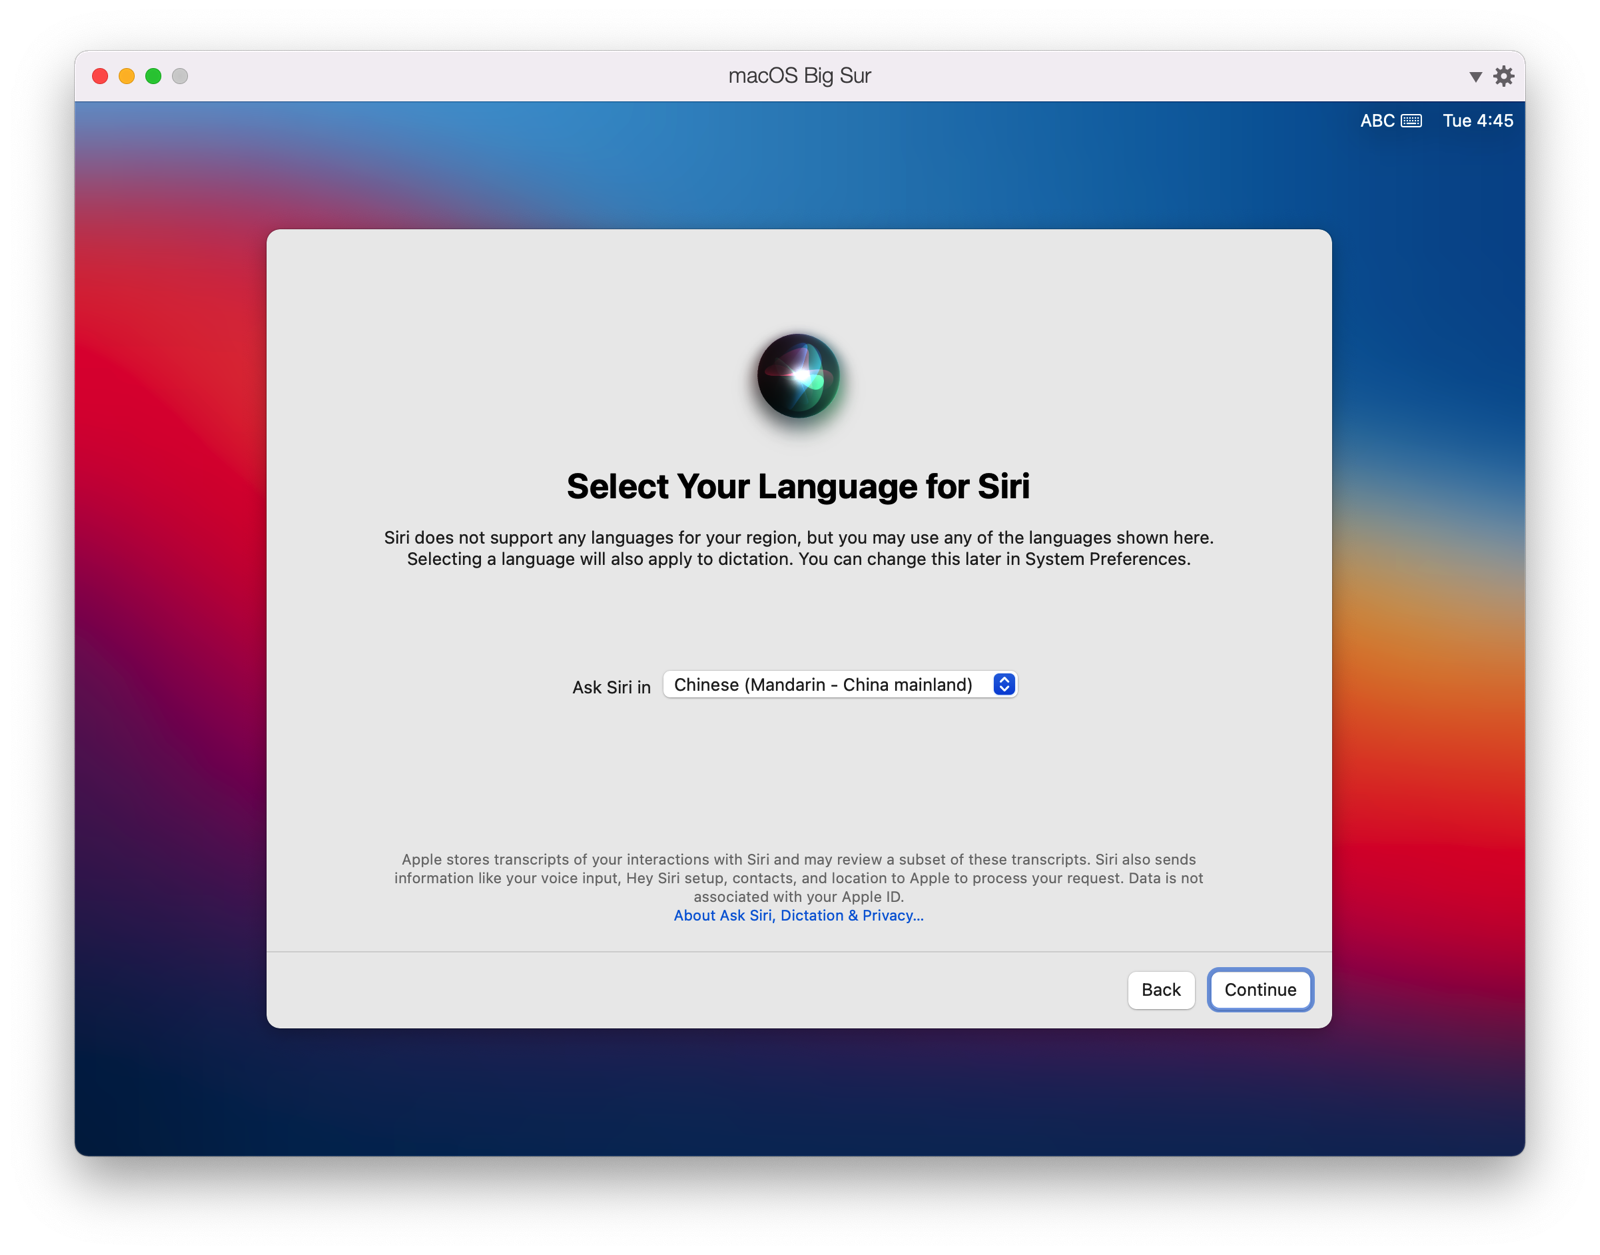 macOS Big Sur
ABC
Tue 4:45
Select Your Language for Siri
Siri does not support any languages for your region, but you may use any of the languages shown here.
Selecting a language will also apply to dictation. You can change this later in System Preferences.
Ask Siri in
Chinese (Mandarin - China mainland)
Apple stores transcripts of your interactions with Siri and may review a subset of these transcripts. Siri also sends
information like your voice input, Hey Siri setup, contacts, and location to Apple to process your request. Data is not
associated with your Apple ID.
About Ask Siri, Dictation & Privacy...
Back
Continue